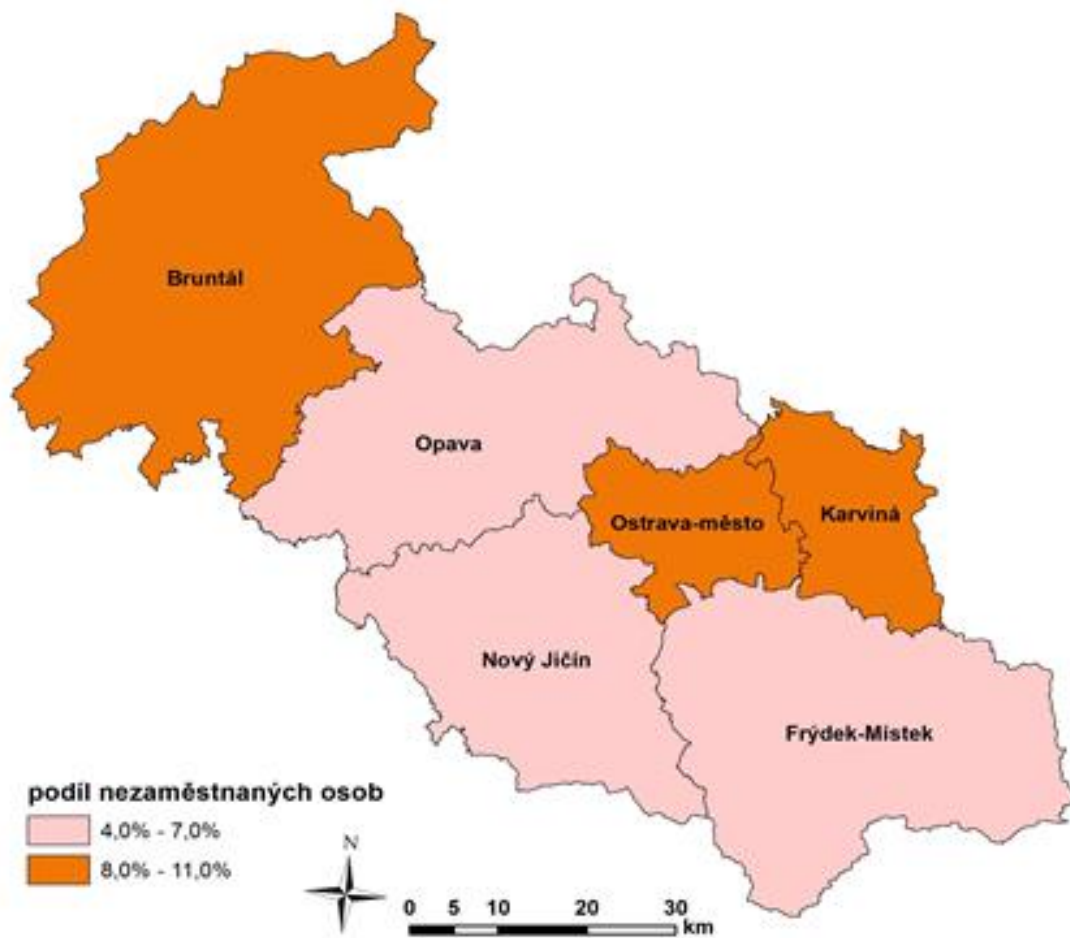 Bruntál
Opava
Ostrava-město
Karviná
Nový Jičín
Frýdek-Místek
podíl nezaměstnaných osob
4,0% - 7,0%
8,0% - 11,0%
N
0 5 10 20 30
km